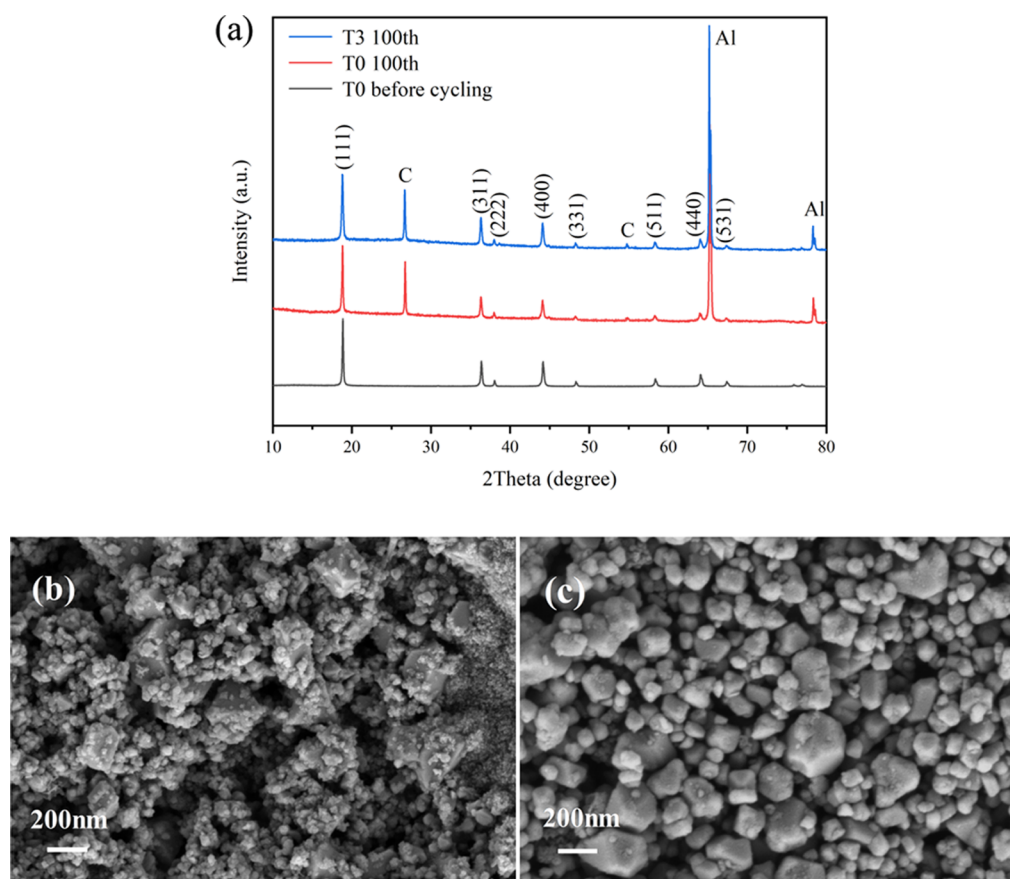 (a)
T3 100th
T0 100th
T0 before cycling
Al
(111)
C
(311)
(222)
(400)
(331)
C
(511)
(440)
(531)
Al
Intensity (a.u.)
10 20 30 40 50 60 70 80
2Theta (degree)
(b)
200nm
(c)
200nm